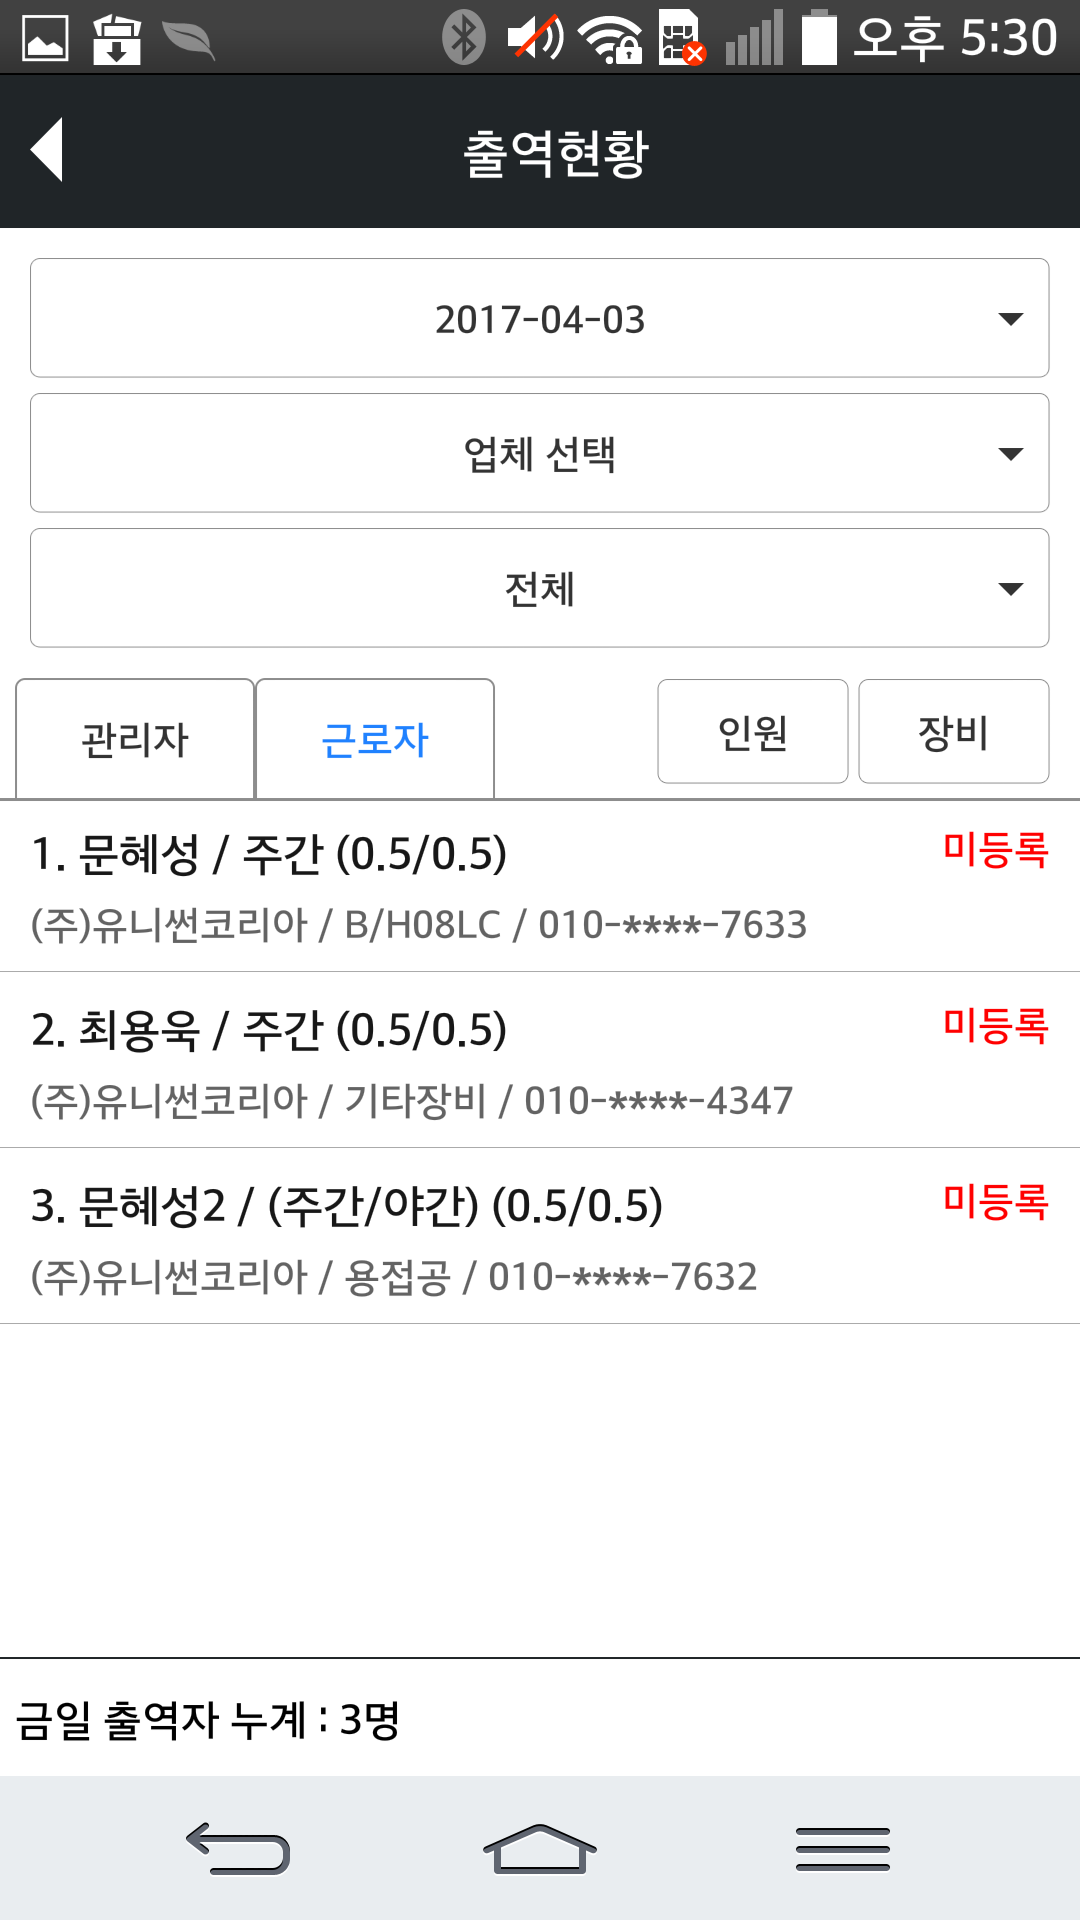 오후 5:30
출역현황
2017-04-03
업체 선택
전체
관리자 근로자 인원 장비
1. 문혜성 / 주간 (0.5/0.5) 미등록
(주)유니썬코리아 / B/H08LC / 010-****-7633
2. 최용욱 / 주간 (0.5/0.5) 미등록
(주)유니썬코리아 / 기타장비 / 010-****-4347
3. 문혜성2 / (주간/야간) (0.5/0.5) 미등록
(주)유니썬코리아 / 용접공 / 010-****-7632
금일 출역자 누계 : 3명